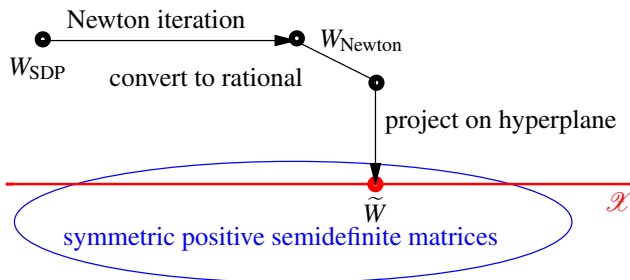 Newton iteration
W_SDP
W_Newton
convert to rational
project on hyperplane
𝒳
W̃
symmetric positive semidefinite matrices